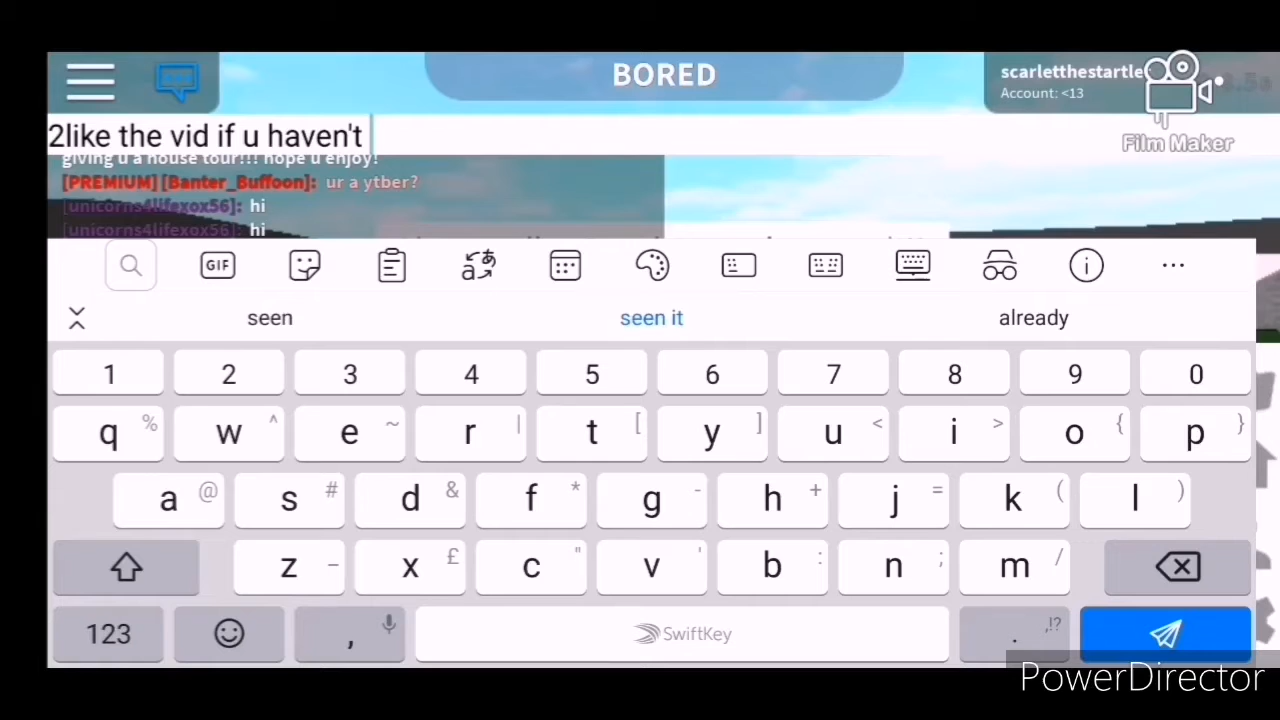 BORED
scarletthestartle
Account: <13
2like the vid if u haven't
Film Maker
giving u a house tour!!! hope u enjoy!
[PREMIUM] [Banter_Buffoon]: ur a ytber?
[unicorns4lifexox56]: hi
[unicorns4lifexox56]: hi
GIF
seen seen it already
1 2 3 4 5 6 7 8 9 0
q % w ^ e ~ r | t [ y ] u < i > o { p }
a @ s # d & f * g - h + j = k ( l )
z – x £ c " v ' b : n ; m /
123 , SwiftKey . ,!?
PowerDirector